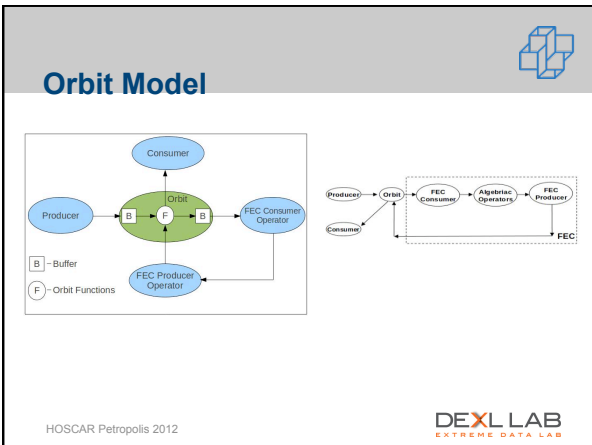 Orbit Model
Consumer
Orbit
Producer
B
F
B
FEC Consumer
Operator
FEC Producer
Operator
B
– Buffer
F
– Orbit Functions
Producer
Orbit
FEC
Consumer
Algebriac
Operators
FEC
Producer
Consumer
FEC
HOSCAR Petropolis 2012
DEXL LAB
EXTREME DATA LAB